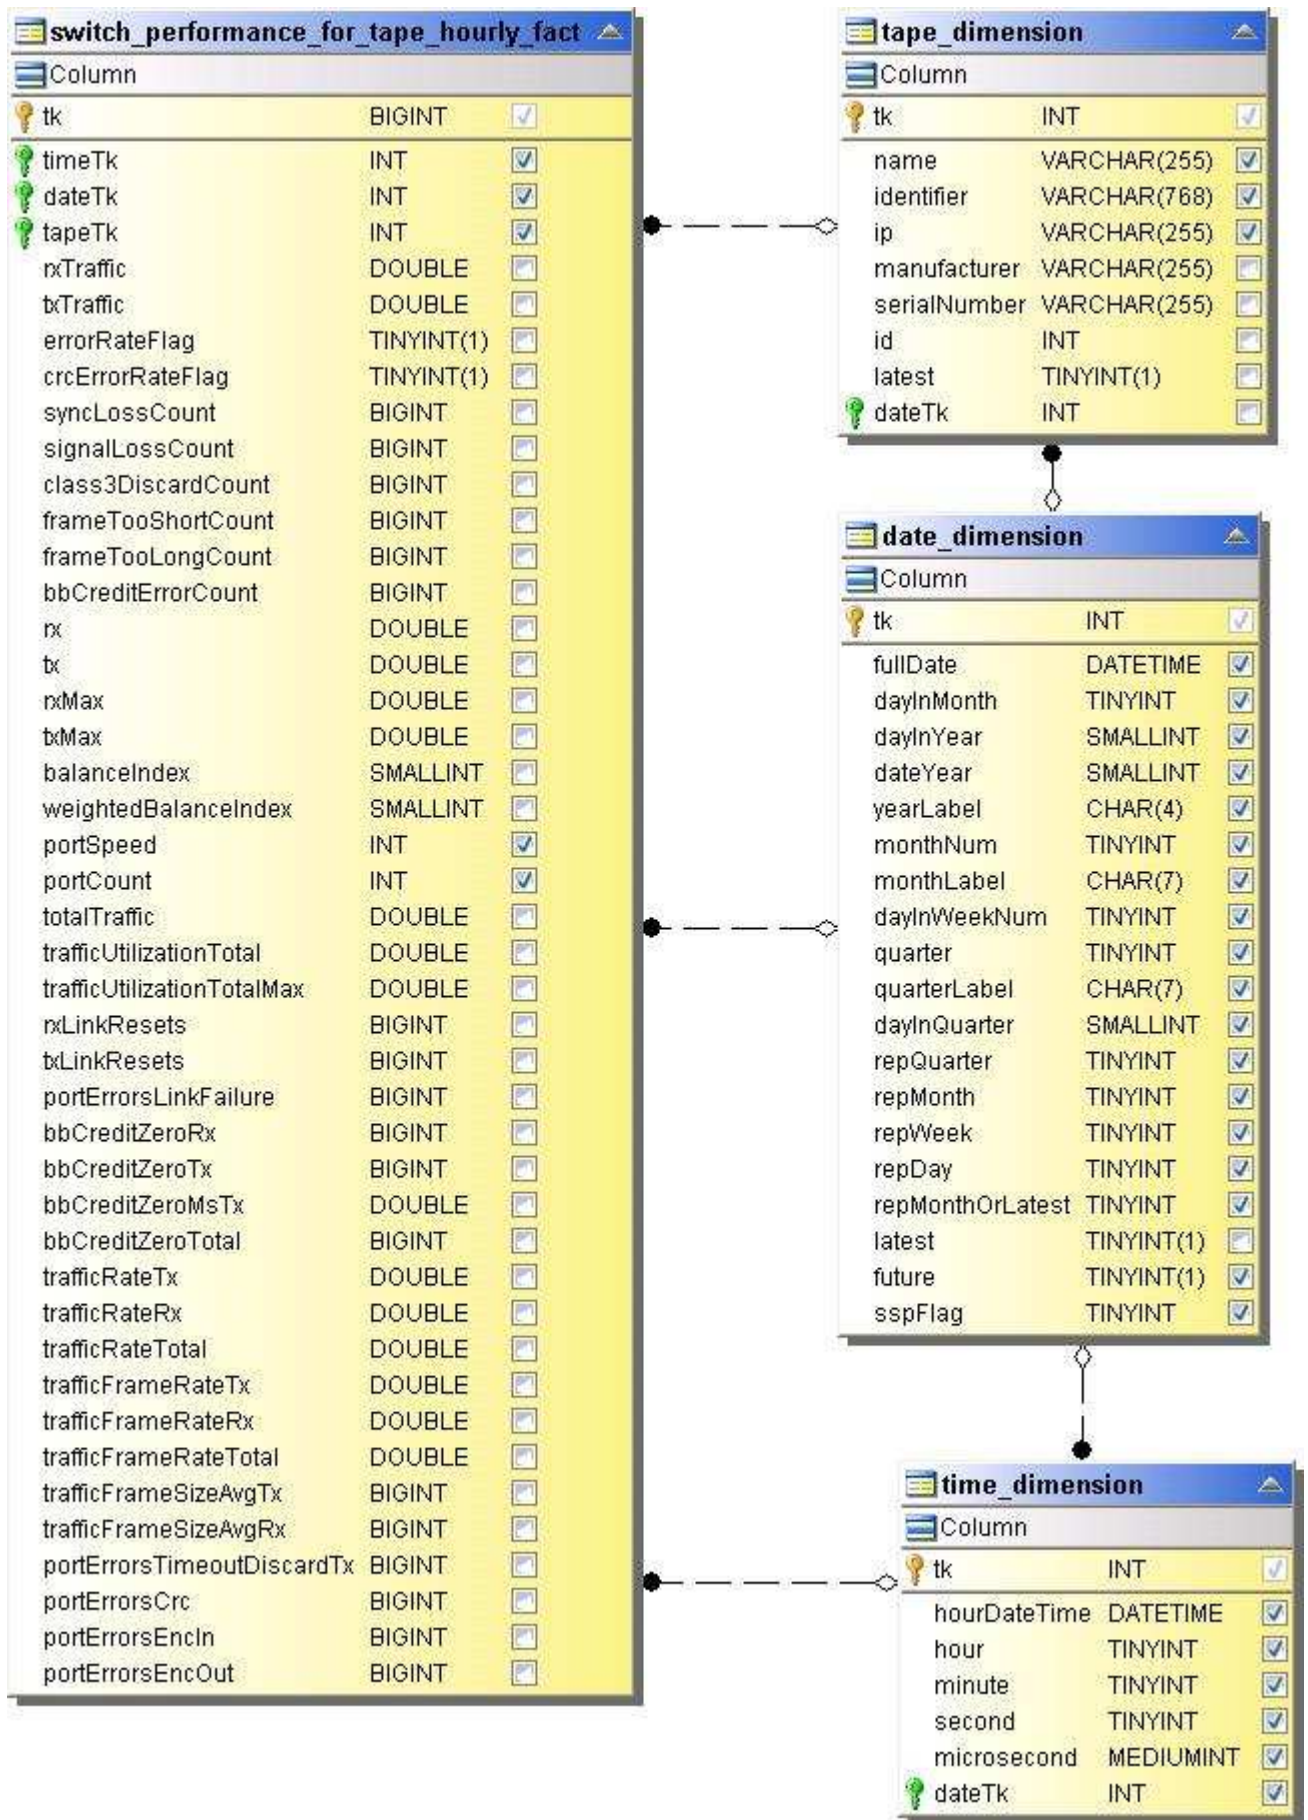 switch_performance_for_tape_hourly_fact
Column
tk BIGINT
timeTk INT
dateTk INT
tapeTk INT
rxTraffic DOUBLE
txTraffic DOUBLE
errorRateFlag TINYINT(1)
crcErrorRateFlag TINYINT(1)
syncLossCount BIGINT
signalLossCount BIGINT
class3DiscardCount BIGINT
frameTooShortCount BIGINT
frameTooLongCount BIGINT
bbCreditErrorCount BIGINT
rx DOUBLE
tx DOUBLE
rxMax DOUBLE
txMax DOUBLE
balanceIndex SMALLINT
weightedBalanceIndex SMALLINT
portSpeed INT
portCount INT
totalTraffic DOUBLE
trafficUtilizationTotal DOUBLE
trafficUtilizationTotalMax DOUBLE
rxLinkResets BIGINT
txLinkResets BIGINT
portErrorsLinkFailure BIGINT
bbCreditZeroRx BIGINT
bbCreditZeroTx BIGINT
bbCreditZeroMsTx DOUBLE
bbCreditZeroTotal BIGINT
trafficRateTx DOUBLE
trafficRateRx DOUBLE
trafficRateTotal DOUBLE
trafficFrameRateTx DOUBLE
trafficFrameRateRx DOUBLE
trafficFrameRateTotal DOUBLE
trafficFrameSizeAvgTx BIGINT
trafficFrameSizeAvgRx BIGINT
portErrorsTimeoutDiscardTx BIGINT
portErrorsCrc BIGINT
portErrorsEncIn BIGINT
portErrorsEncOut BIGINT
tape_dimension
Column
tk INT
name VARCHAR(255)
identifier VARCHAR(768)
ip VARCHAR(255)
manufacturer VARCHAR(255)
serialNumber VARCHAR(255)
id INT
latest TINYINT(1)
dateTk INT
date_dimension
Column
tk INT
fullDate DATETIME
dayInMonth TINYINT
dayInYear SMALLINT
dateYear SMALLINT
yearLabel CHAR(4)
monthNum TINYINT
monthLabel CHAR(7)
dayInWeekNum TINYINT
quarter TINYINT
quarterLabel CHAR(7)
dayInQuarter SMALLINT
repQuarter TINYINT
repMonth TINYINT
repWeek TINYINT
repDay TINYINT
repMonthOrLatest TINYINT
latest TINYINT(1)
future TINYINT(1)
sspFlag TINYINT
time_dimension
Column
tk INT
hourDateTime DATETIME
hour TINYINT
minute TINYINT
second TINYINT
microsecond MEDIUMINT
dateTk INT